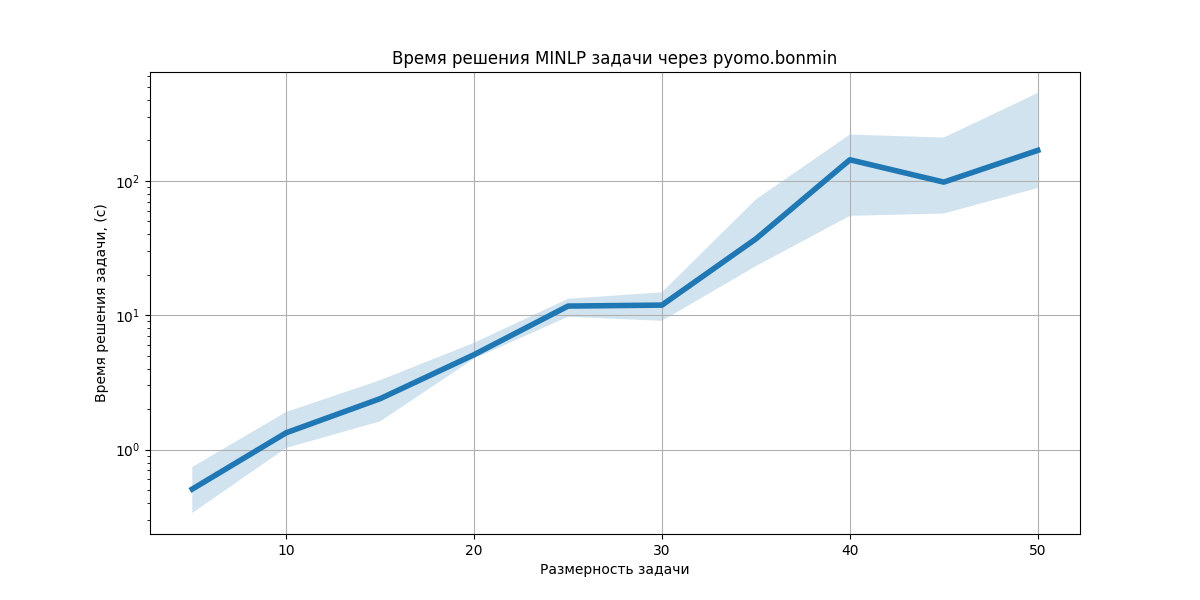 Время решения MINLP задачи через pyomo.bonmin
Время решения задачи, (с)
10²
10¹
10⁰
10 20 30 40 50
Размерность задачи